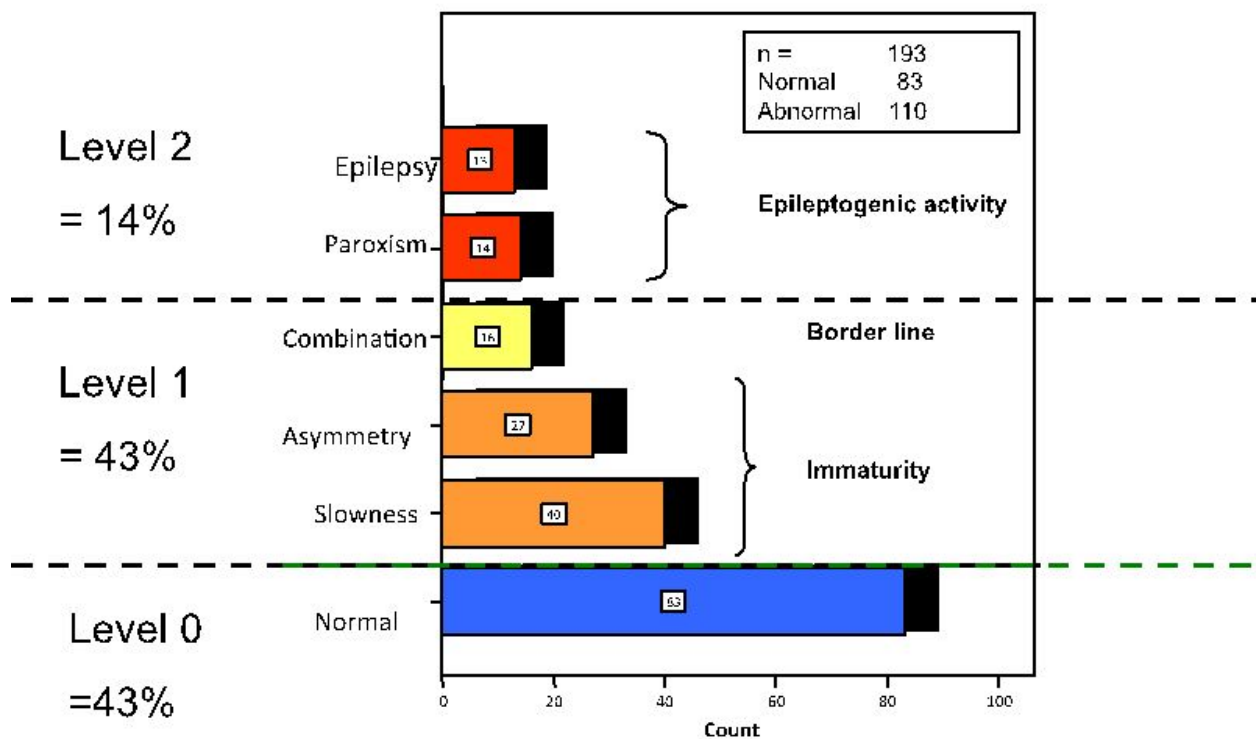 n = 193
Normal 83
Abnormal 110
Level 2
= 14%
Epilepsy
13
Epileptogenic activity
Paroxism
14
Combination
16
Border line
Level 1
= 43%
Asymmetry
27
Immaturity
Slowness
40
Level 0
=43%
Normal
83
0 20 40 60 80 100
Count